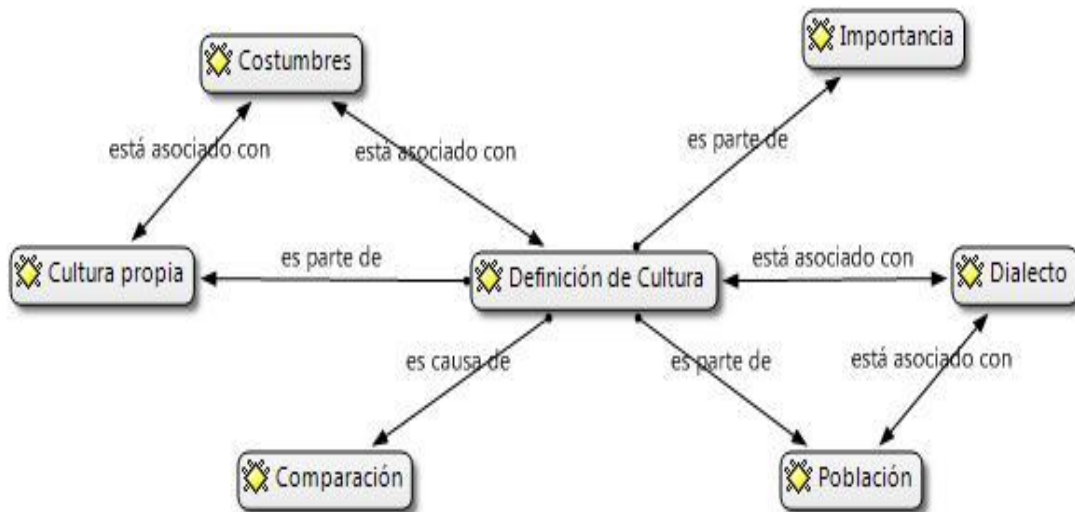 Importancia
Costumbres
es parte de
está asociado con
está asociado con
Cultura propia
es parte de
Definición de Cultura
está asociado con
Dialecto
es causa de
es parte de
está asociado con
Comparación
Población